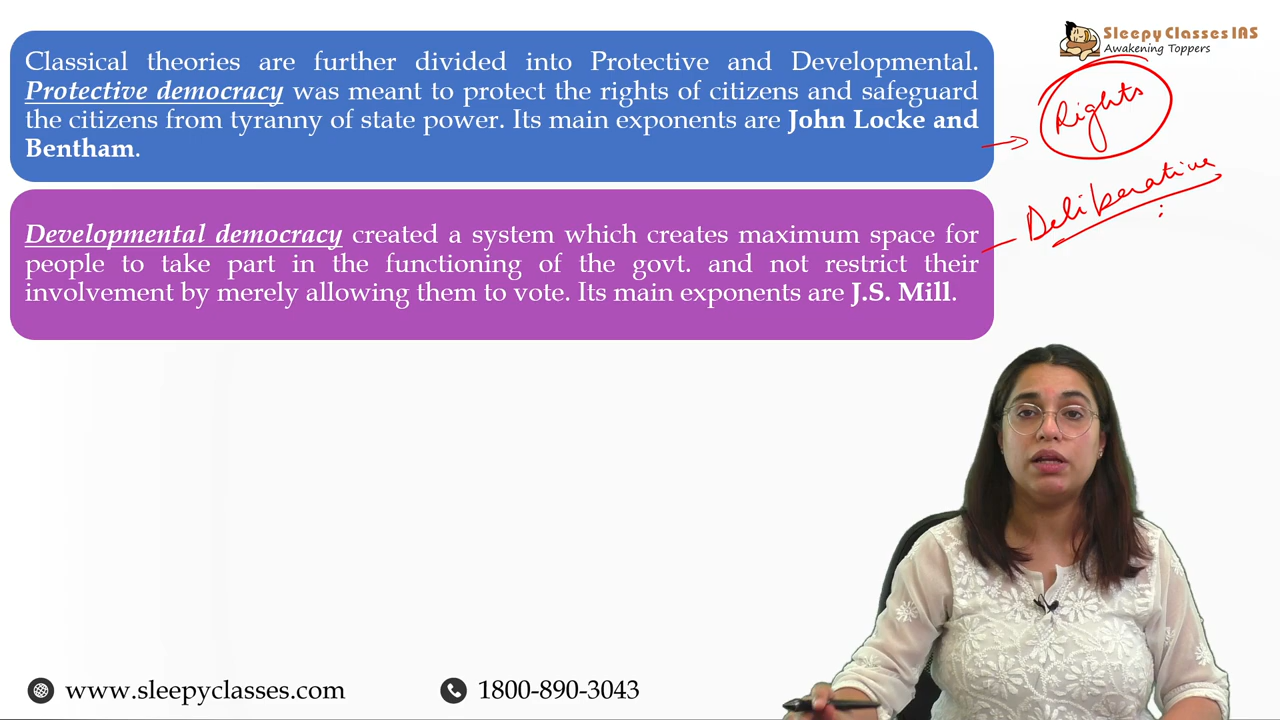 Sleepy Classes IAS
Awakening Toppers
Classical theories are further divided into Protective and Developmental.
Protective democracy was meant to protect the rights of citizens and safeguard
the citizens from tyranny of state power. Its main exponents are John Locke and
Bentham.
Rights
Deliberative
Developmental democracy created a system which creates maximum space for
people to take part in the functioning of the govt. and not restrict their
involvement by merely allowing them to vote. Its main exponents are J.S. Mill.
www.sleepyclasses.com
1800-890-3043